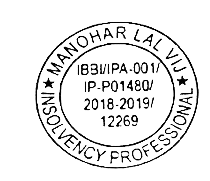 ★ MANOHAR LAL VIJ ★
IBBI/IPA-001/
IP-P01480/
2018-2019/
12269
INSOLVENCY PROFESSIONAL